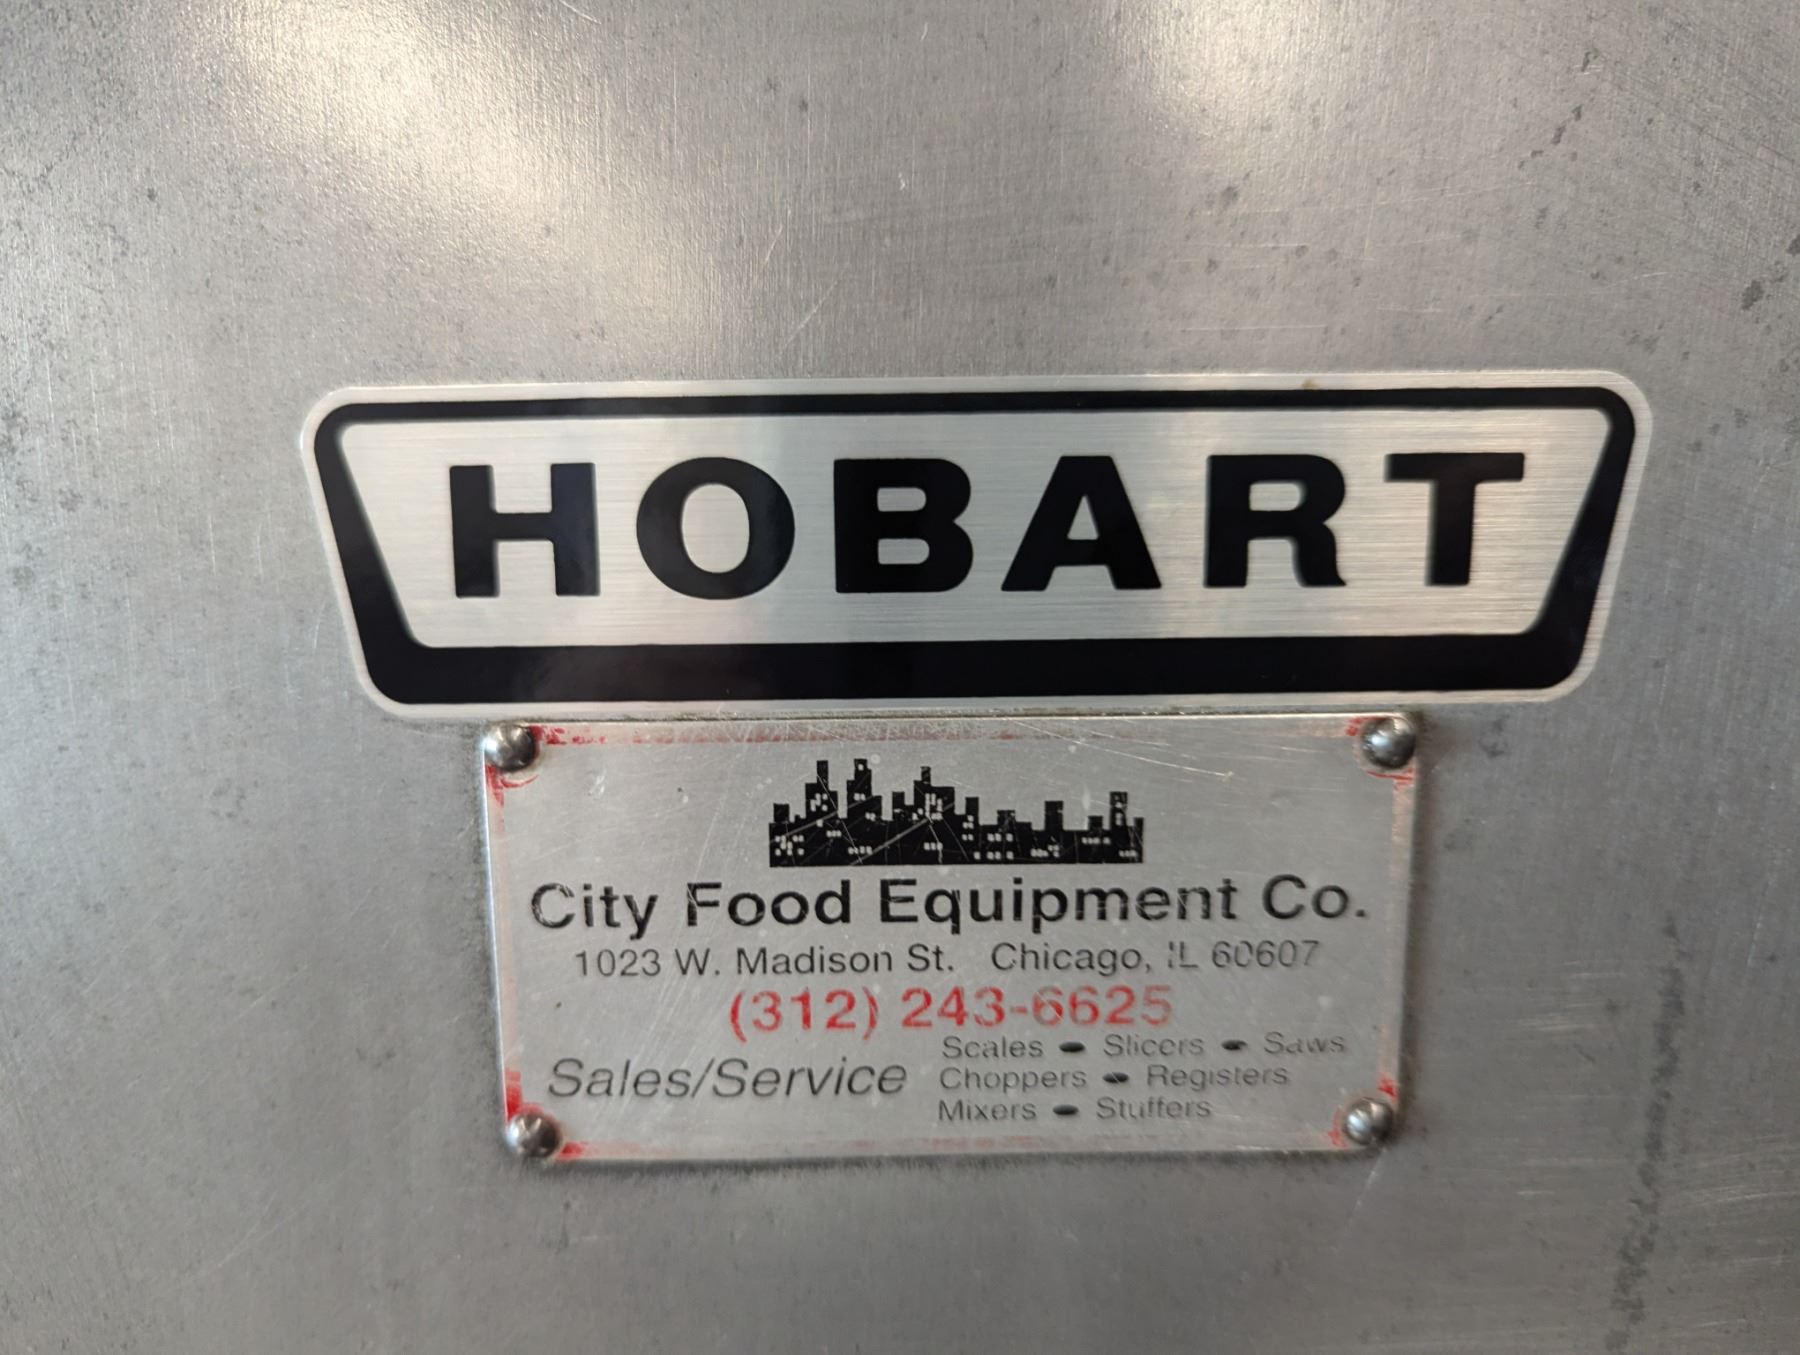 HOBART
City Food Equipment Co.
1023 W. Madison St. Chicago, IL 60607
(312) 243-6625
Sales/Service
Scales - Slicers - Saws
Choppers - Registers
Mixers - Stuffers